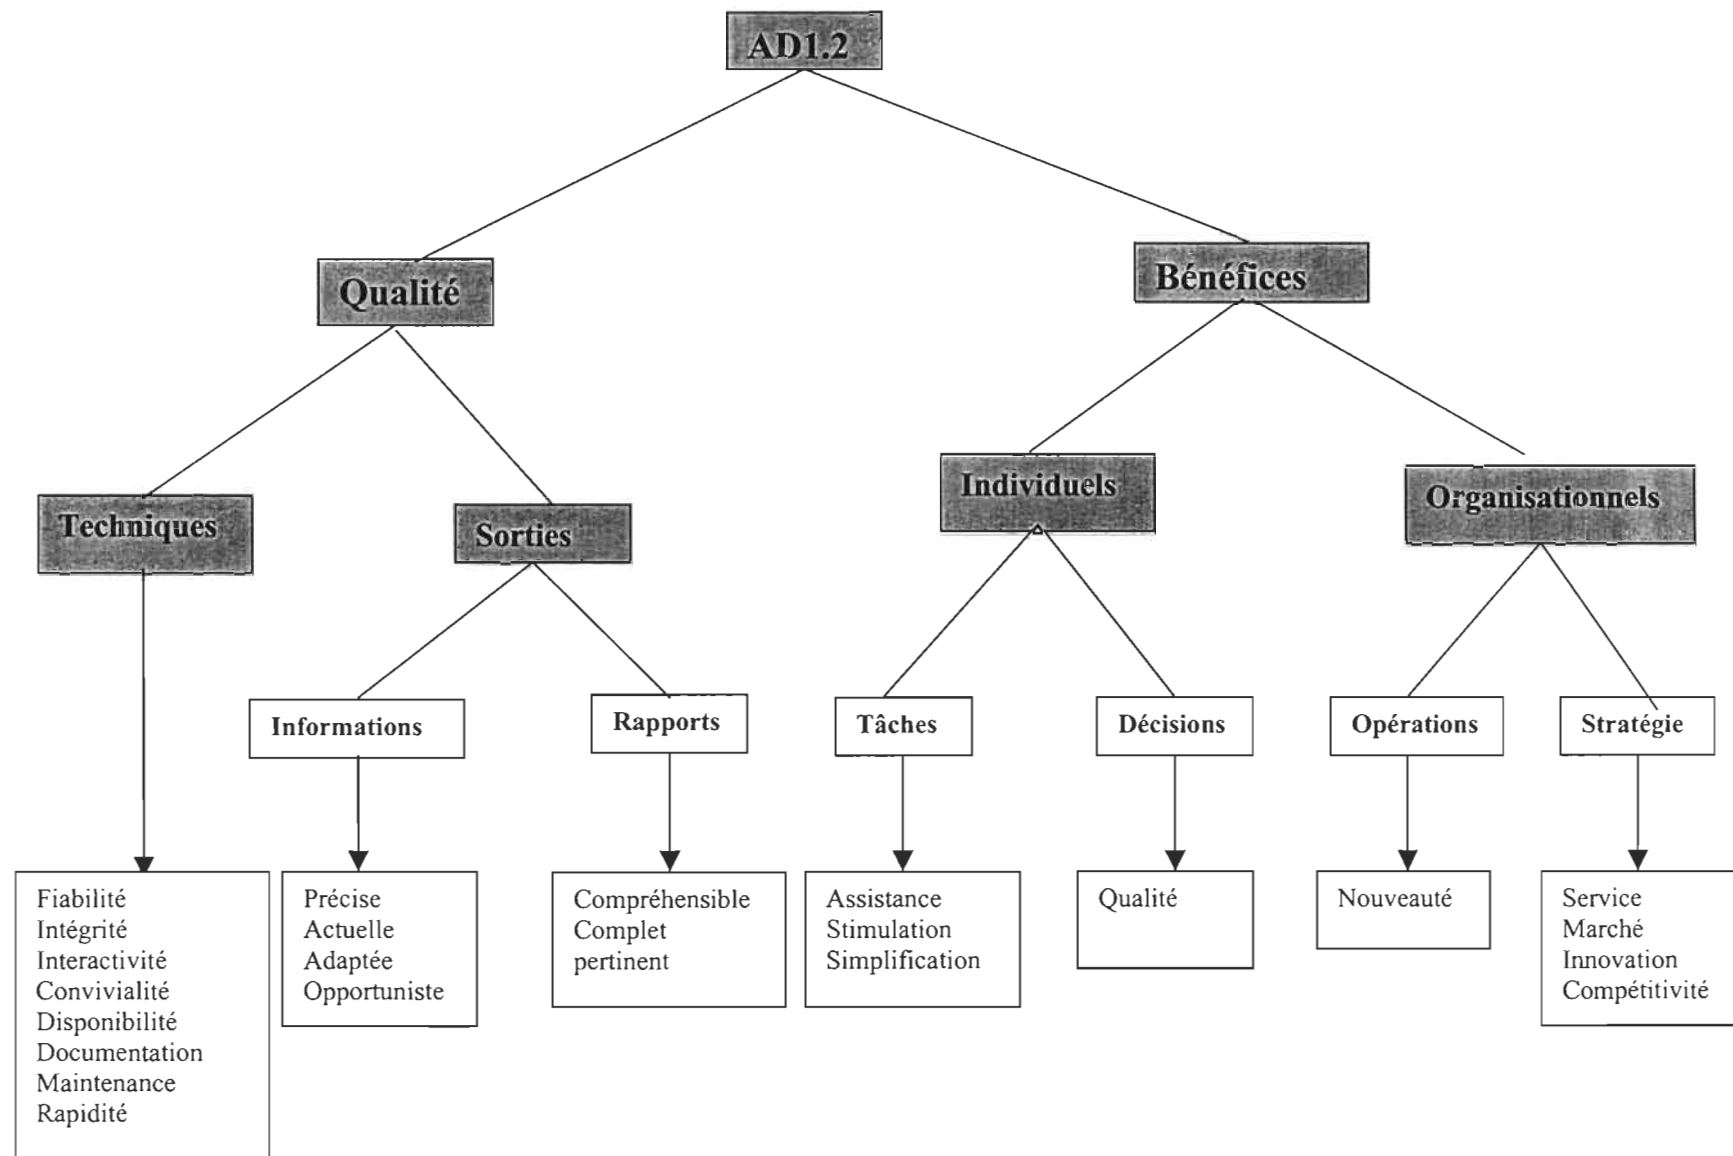 AD1.2
Qualité
Bénéfices
Techniques
Sorties
Individuels
Organisationnels
Informations
Rapports
Tâches
Décisions
Opérations
Stratégie
Fiabilité
Intégrité
Interactivité
Convivialité
Disponibilité
Documentation
Maintenance
Rapidité
Précise
Actuelle
Adaptée
Opportuniste
Compréhensible
Complet
pertinent
Assistance
Stimulation
Simplification
Qualité
Nouveauté
Service
Marché
Innovation
Compétitivité